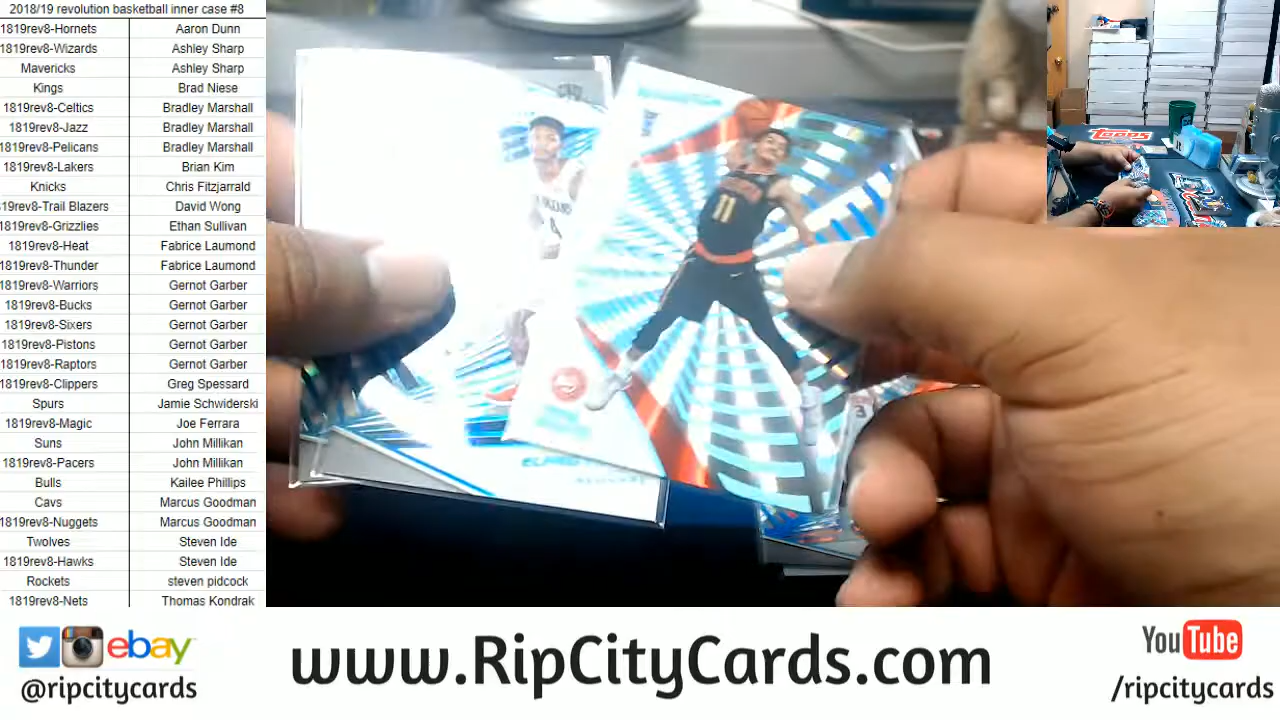 2018/19 revolution basketball inner case #8
1819rev8-Hornets Aaron Dunn
1819rev8-Wizards Ashley Sharp
Mavericks Ashley Sharp
Kings Brad Niese
1819rev8-Celtics Bradley Marshall
1819rev8-Jazz Bradley Marshall
1819rev8-Pelicans Bradley Marshall
1819rev8-Lakers Brian Kim
Knicks Chris Fitzjarrald
1819rev8-Trail Blazers David Wong
1819rev8-Grizzlies Ethan Sullivan
1819rev8-Heat Fabrice Laumond
1819rev8-Thunder Fabrice Laumond
1819rev8-Warriors Gernot Garber
1819rev8-Bucks Gernot Garber
1819rev8-Sixers Gernot Garber
1819rev8-Pistons Gernot Garber
1819rev8-Raptors Gernot Garber
1819rev8-Clippers Greg Spessard
Spurs Jamie Schwiderski
1819rev8-Magic Joe Ferrara
Suns John Millikan
1819rev8-Pacers John Millikan
Bulls Kailee Phillips
Cavs Marcus Goodman
1819rev8-Nuggets Marcus Goodman
Twolves Steven Ide
1819rev8-Hawks Steven Ide
Rockets steven pidcock
1819rev8-Nets Thomas Kondrak
11
Topps
ebay
@ripcitycards
www.RipCityCards.com
YouTube
/ripcitycards